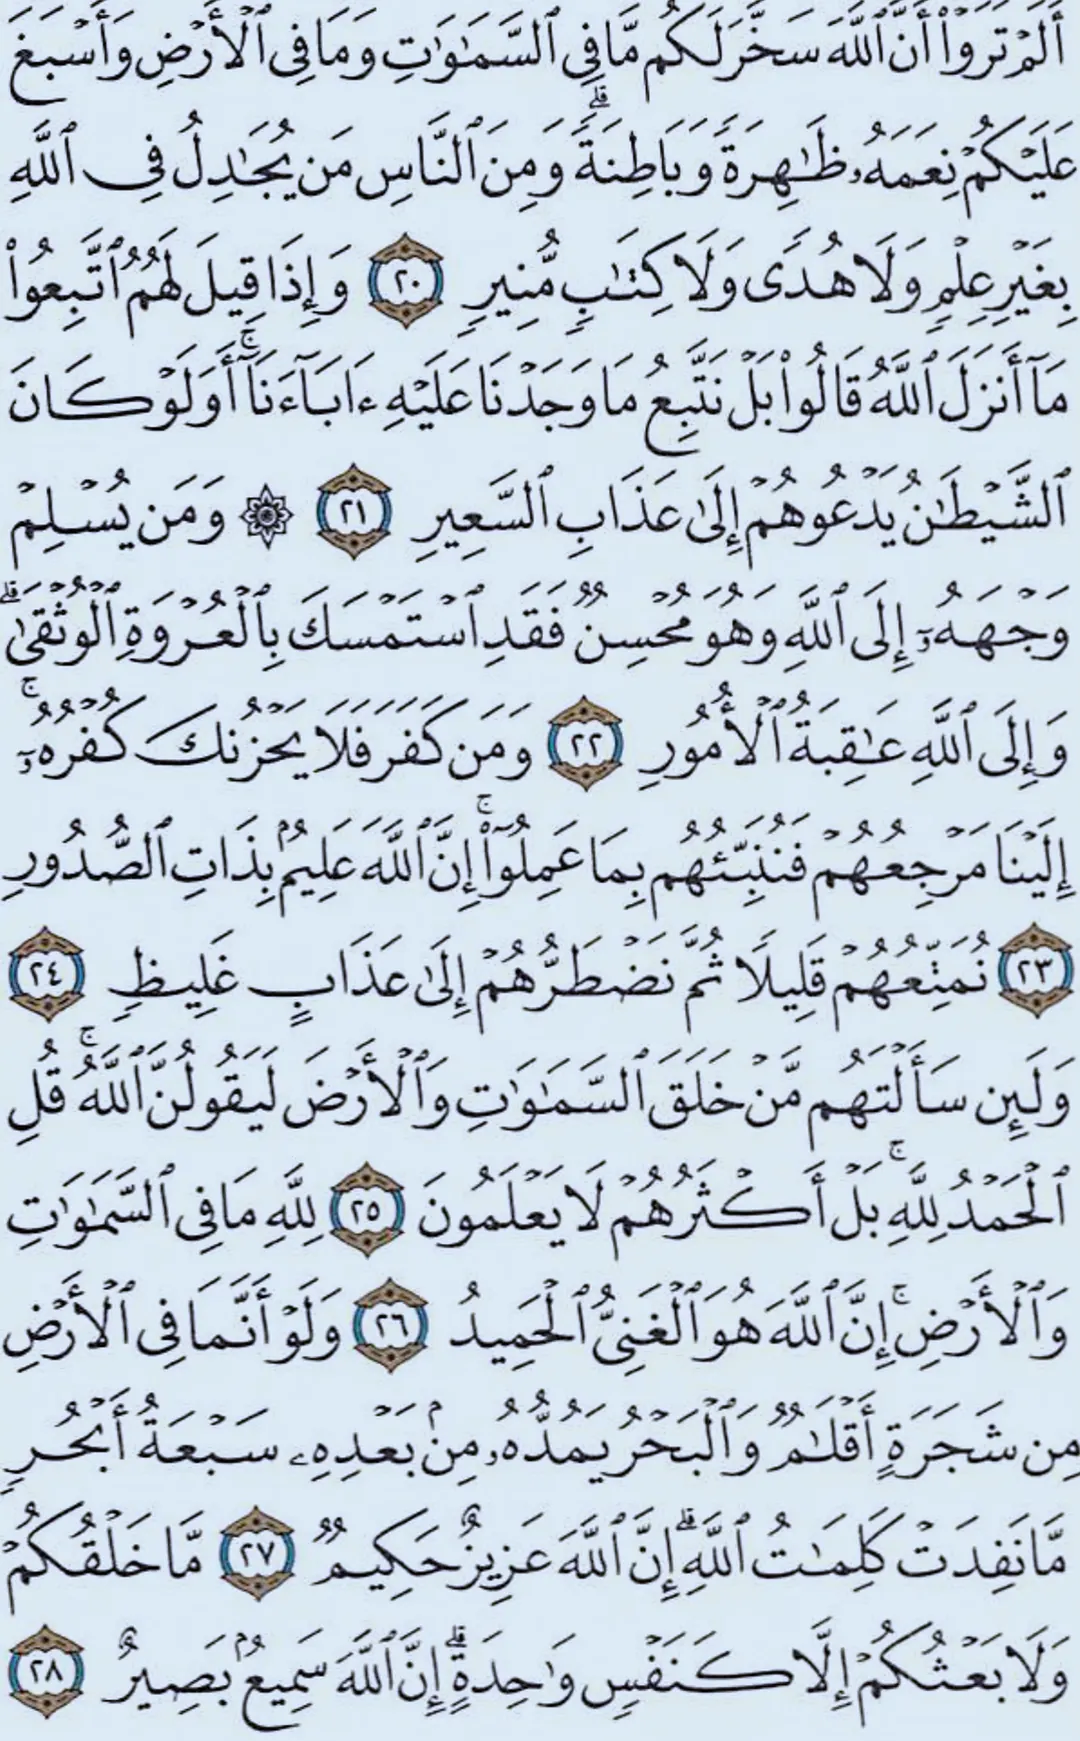 أَلَمْ تَرَوْا۟ أَنَّ ٱللَّهَ سَخَّرَ لَكُم مَّا فِى ٱلسَّمَـٰوَٰتِ وَمَا فِى ٱلْأَرْضِ وَأَسْبَغَ
عَلَيْكُمْ نِعَمَهُۥ ظَـٰهِرَةً وَبَاطِنَةً ۗ وَمِنَ ٱلنَّاسِ مَن يُجَـٰدِلُ فِى ٱللَّهِ
بِغَيْرِ عِلْمٍ وَلَا هُدًى وَلَا كِتَـٰبٍ مُّنِيرٍ ٢٠ وَإِذَا قِيلَ لَهُمُ ٱتَّبِعُوا۟
مَآ أَنزَلَ ٱللَّهُ قَالُوا۟ بَلْ نَتَّبِعُ مَا وَجَدْنَا عَلَيْهِ ءَابَآءَنَآ ۚ أَوَلَوْ كَانَ
ٱلشَّيْطَـٰنُ يَدْعُوهُمْ إِلَىٰ عَذَابِ ٱلسَّعِيرِ ٢١ ۞ وَمَن يُسْلِمْ
وَجْهَهُۥٓ إِلَى ٱللَّهِ وَهُوَ مُحْسِنٌ فَقَدِ ٱسْتَمْسَكَ بِٱلْعُرْوَةِ ٱلْوُثْقَىٰ ۗ
وَإِلَى ٱللَّهِ عَـٰقِبَةُ ٱلْأُمُورِ ٢٢ وَمَن كَفَرَ فَلَا يَحْزُنكَ كُفْرُهُۥٓ ۚ
إِلَيْنَا مَرْجِعُهُمْ فَنُنَبِّئُهُم بِمَا عَمِلُوٓا۟ ۚ إِنَّ ٱللَّهَ عَلِيمٌۢ بِذَاتِ ٱلصُّدُورِ
٢٣ نُمَتِّعُهُمْ قَلِيلًا ثُمَّ نَضْطَرُّهُمْ إِلَىٰ عَذَابٍ غَلِيظٍ ٢٤
وَلَئِن سَأَلْتَهُم مَّنْ خَلَقَ ٱلسَّمَـٰوَٰتِ وَٱلْأَرْضَ لَيَقُولُنَّ ٱللَّهُ ۚ قُلِ
ٱلْحَمْدُ لِلَّهِ ۚ بَلْ أَكْثَرُهُمْ لَا يَعْلَمُونَ ٢٥ لِلَّهِ مَا فِى ٱلسَّمَـٰوَٰتِ
وَٱلْأَرْضِ ۚ إِنَّ ٱللَّهَ هُوَ ٱلْغَنِىُّ ٱلْحَمِيدُ ٢٦ وَلَوْ أَنَّمَا فِى ٱلْأَرْضِ
مِن شَجَرَةٍ أَقْلَـٰمٌ وَٱلْبَحْرُ يَمُدُّهُۥ مِنۢ بَعْدِهِۦ سَبْعَةُ أَبْحُرٍ
مَّا نَفِدَتْ كَلِمَـٰتُ ٱللَّهِ ۗ إِنَّ ٱللَّهَ عَزِيزٌ حَكِيمٌ ٢٧ مَّا خَلْقُكُمْ
وَلَا بَعْثُكُمْ إِلَّا كَنَفْسٍ وَٰحِدَةٍ ۗ إِنَّ ٱللَّهَ سَمِيعٌۢ بَصِيرٌ ٢٨